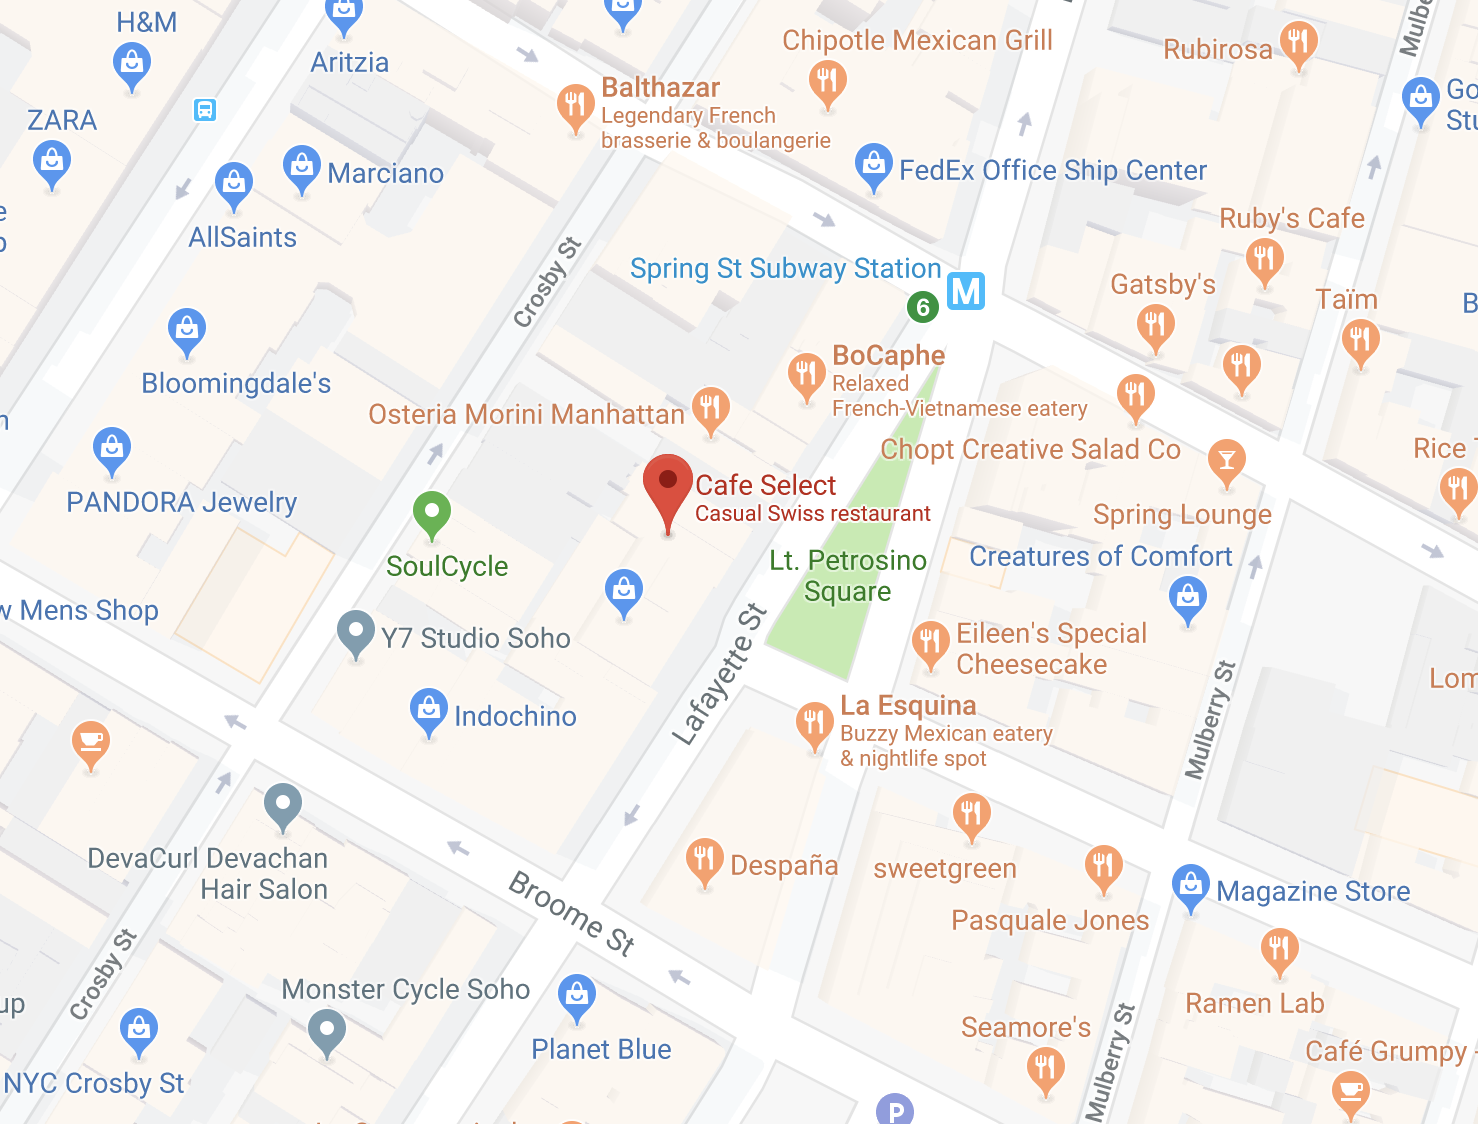 H&M
Aritzia
Chipotle Mexican Grill
Rubirosa
Mulbe
Balthazar
Legendary French
brasserie & boulangerie
ZARA
Go
Stu
Marciano
FedEx Office Ship Center
AllSaints
Ruby's Cafe
Crosby St
Spring St Subway Station
M
6
Gatsby's
Taïm
B
BoCaphe
Relaxed
French-Vietnamese eatery
Bloomingdale's
Osteria Morini Manhattan
Chopt Creative Salad Co
Rice
PANDORA Jewelry
Cafe Select
Casual Swiss restaurant
Spring Lounge
SoulCycle
Lt. Petrosino
Square
Creatures of Comfort
w Mens Shop
Y7 Studio Soho
Eileen's Special
Cheesecake
Lafayette St
Mulberry St
Lom
Indochino
La Esquina
Buzzy Mexican eatery
& nightlife spot
DevaCurl Devachan
Hair Salon
Despaña
sweetgreen
Pasquale Jones
Magazine Store
Broome St
Crosby St
up
Monster Cycle Soho
Ramen Lab
Seamore's
Mulberry St
Planet Blue
Café Grumpy -
NYC Crosby St
P